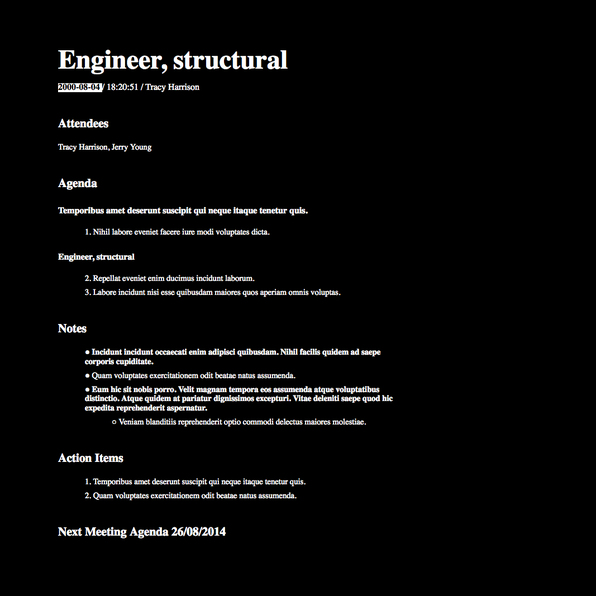 Engineer, structural
2000-08-04 / 18:20:51 / Tracy Harrison
Attendees
Tracy Harrison, Jerry Young
Agenda
Temporibus amet deserunt suscipit qui neque itaque tenetur quis.
1. Nihil labore eveniet facere iure modi voluptates dicta.
Engineer, structural
2. Repellat eveniet enim ducimus incidunt laborum.
3. Labore incidunt nisi esse quibusdam maiores quos aperiam omnis voluptas.
Notes
● Incidunt incidunt occaecati enim adipisci quibusdam. Nihil facilis quidem ad saepe
corporis cupiditate.
● Quam voluptates exercitationem odit beatae natus assumenda.
● Eum hic sit nobis porro. Velit magnam tempora eos assumenda atque voluptatibus
distinctio. Atque quidem at pariatur dignissimos excepturi. Vitae deleniti saepe quod hic
expedita reprehenderit aspernatur.
○ Veniam blanditiis reprehenderit optio commodi delectus maiores molestiae.
Action Items
1. Temporibus amet deserunt suscipit qui neque itaque tenetur quis.
2. Quam voluptates exercitationem odit beatae natus assumenda.
Next Meeting Agenda 26/08/2014